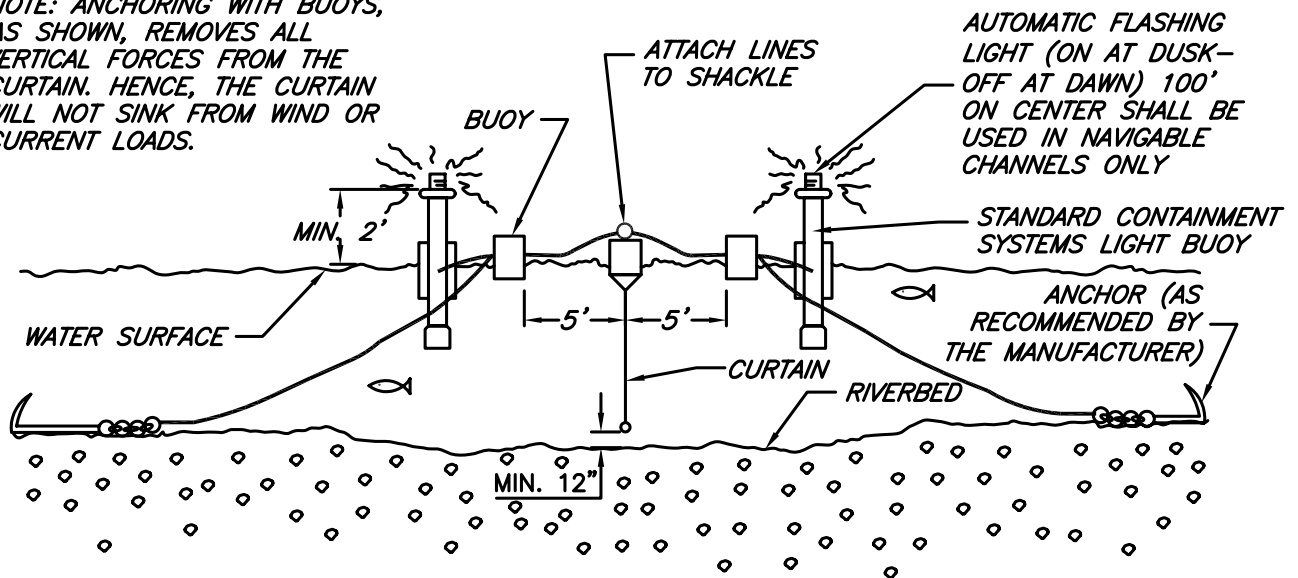 NOTE: ANCHORING WITH BUOYS,
AS SHOWN, REMOVES ALL
VERTICAL FORCES FROM THE
CURTAIN. HENCE, THE CURTAIN
WILL NOT SINK FROM WIND OR
CURRENT LOADS.
BUOY
ATTACH LINES
TO SHACKLE
AUTOMATIC FLASHING
LIGHT (ON AT DUSK–
OFF AT DAWN) 100'
ON CENTER SHALL BE
USED IN NAVIGABLE
CHANNELS ONLY
MIN. 2'
STANDARD CONTAINMENT
SYSTEMS LIGHT BUOY
WATER SURFACE
5'
5'
ANCHOR (AS
RECOMMENDED BY
THE MANUFACTURER)
CURTAIN
RIVERBED
MIN. 12"